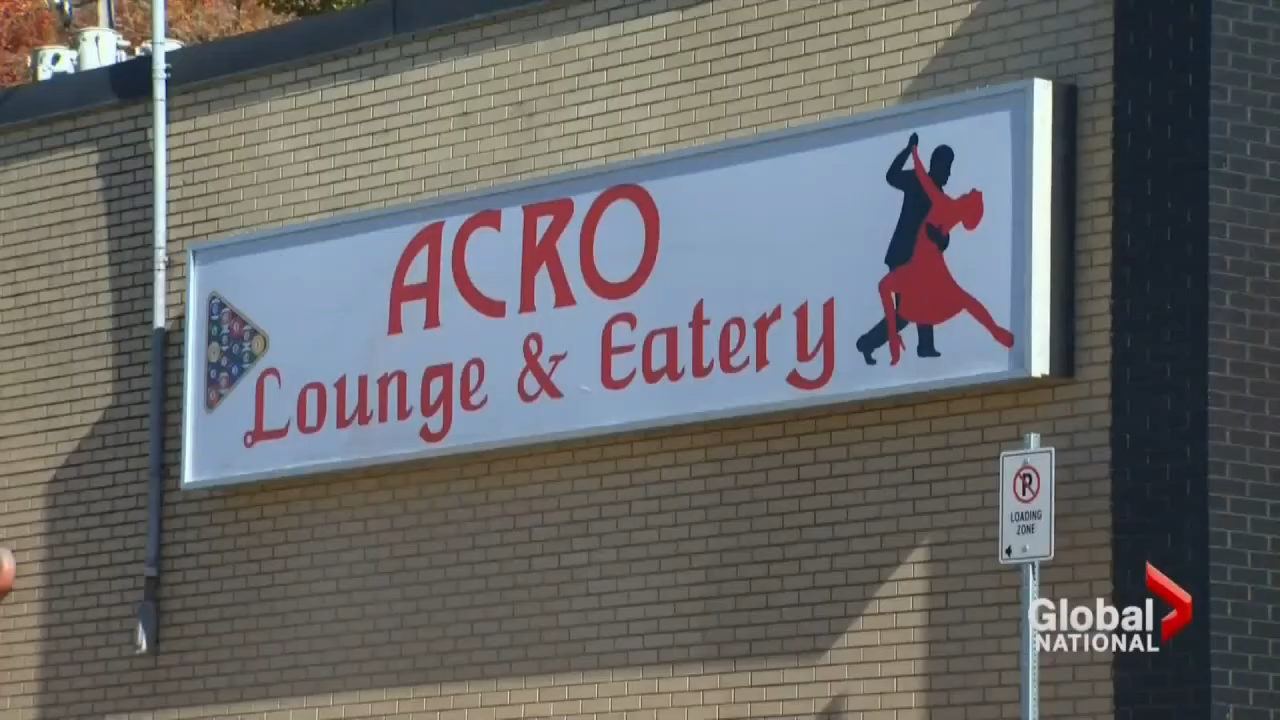 ACRO
Lounge & Eatery
P
LOADING
ZONE
Global
NATIONAL